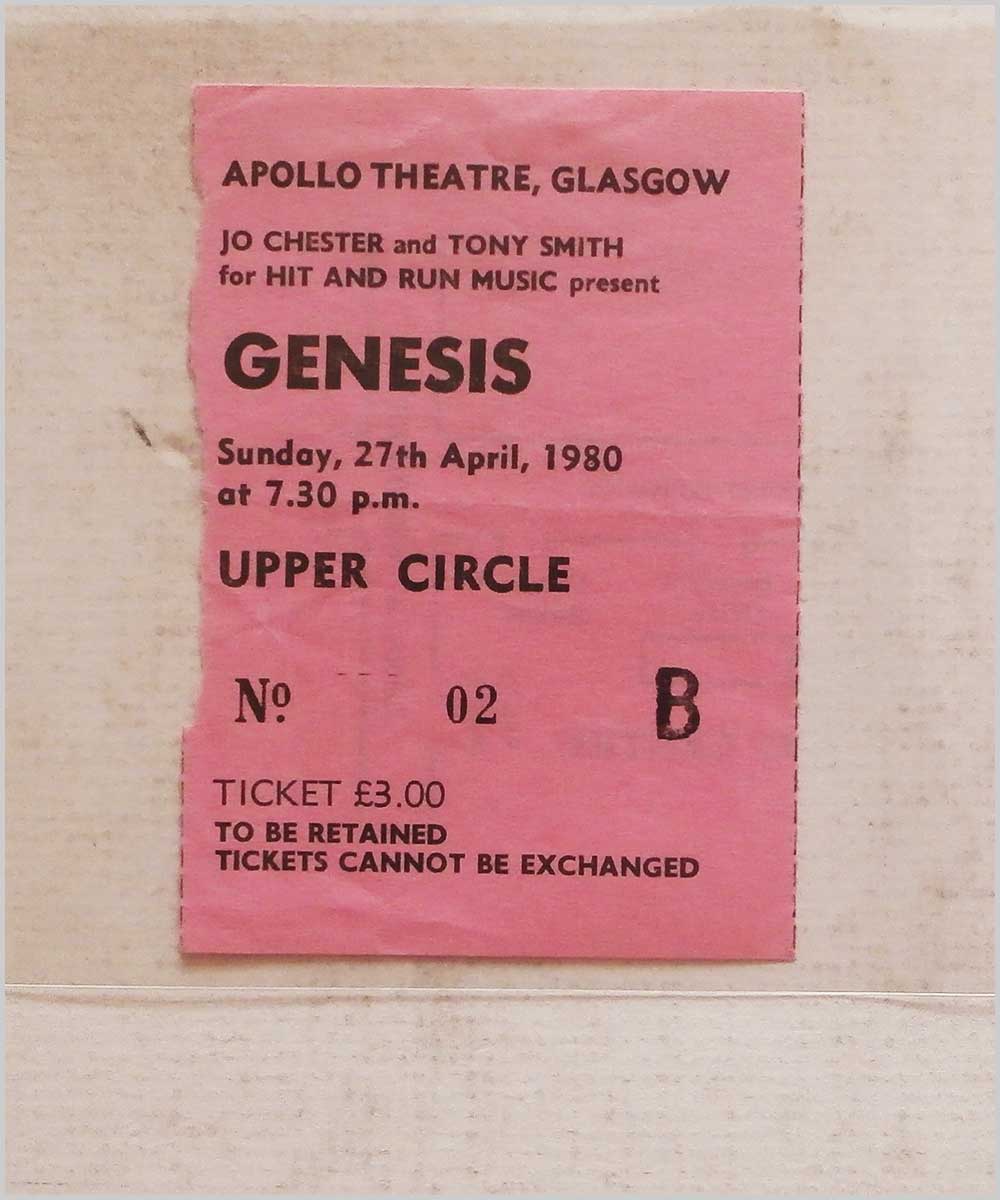 APOLLO THEATRE, GLASGOW
JO CHESTER and TONY SMITH
for HIT AND RUN MUSIC present
GENESIS
Sunday, 27th April, 1980
at 7.30 p.m.
UPPER CIRCLE
Nº 02 B
TICKET £3.00
TO BE RETAINED
TICKETS CANNOT BE EXCHANGED